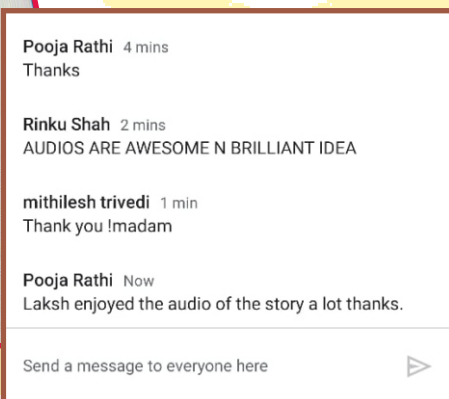 Pooja Rathi 4 mins
Thanks
Rinku Shah 2 mins
AUDIOS ARE AWESOME N BRILLIANT IDEA
mithilesh trivedi 1 min
Thank you !madam
Pooja Rathi Now
Laksh enjoyed the audio of the story a lot thanks.
Send a message to everyone here